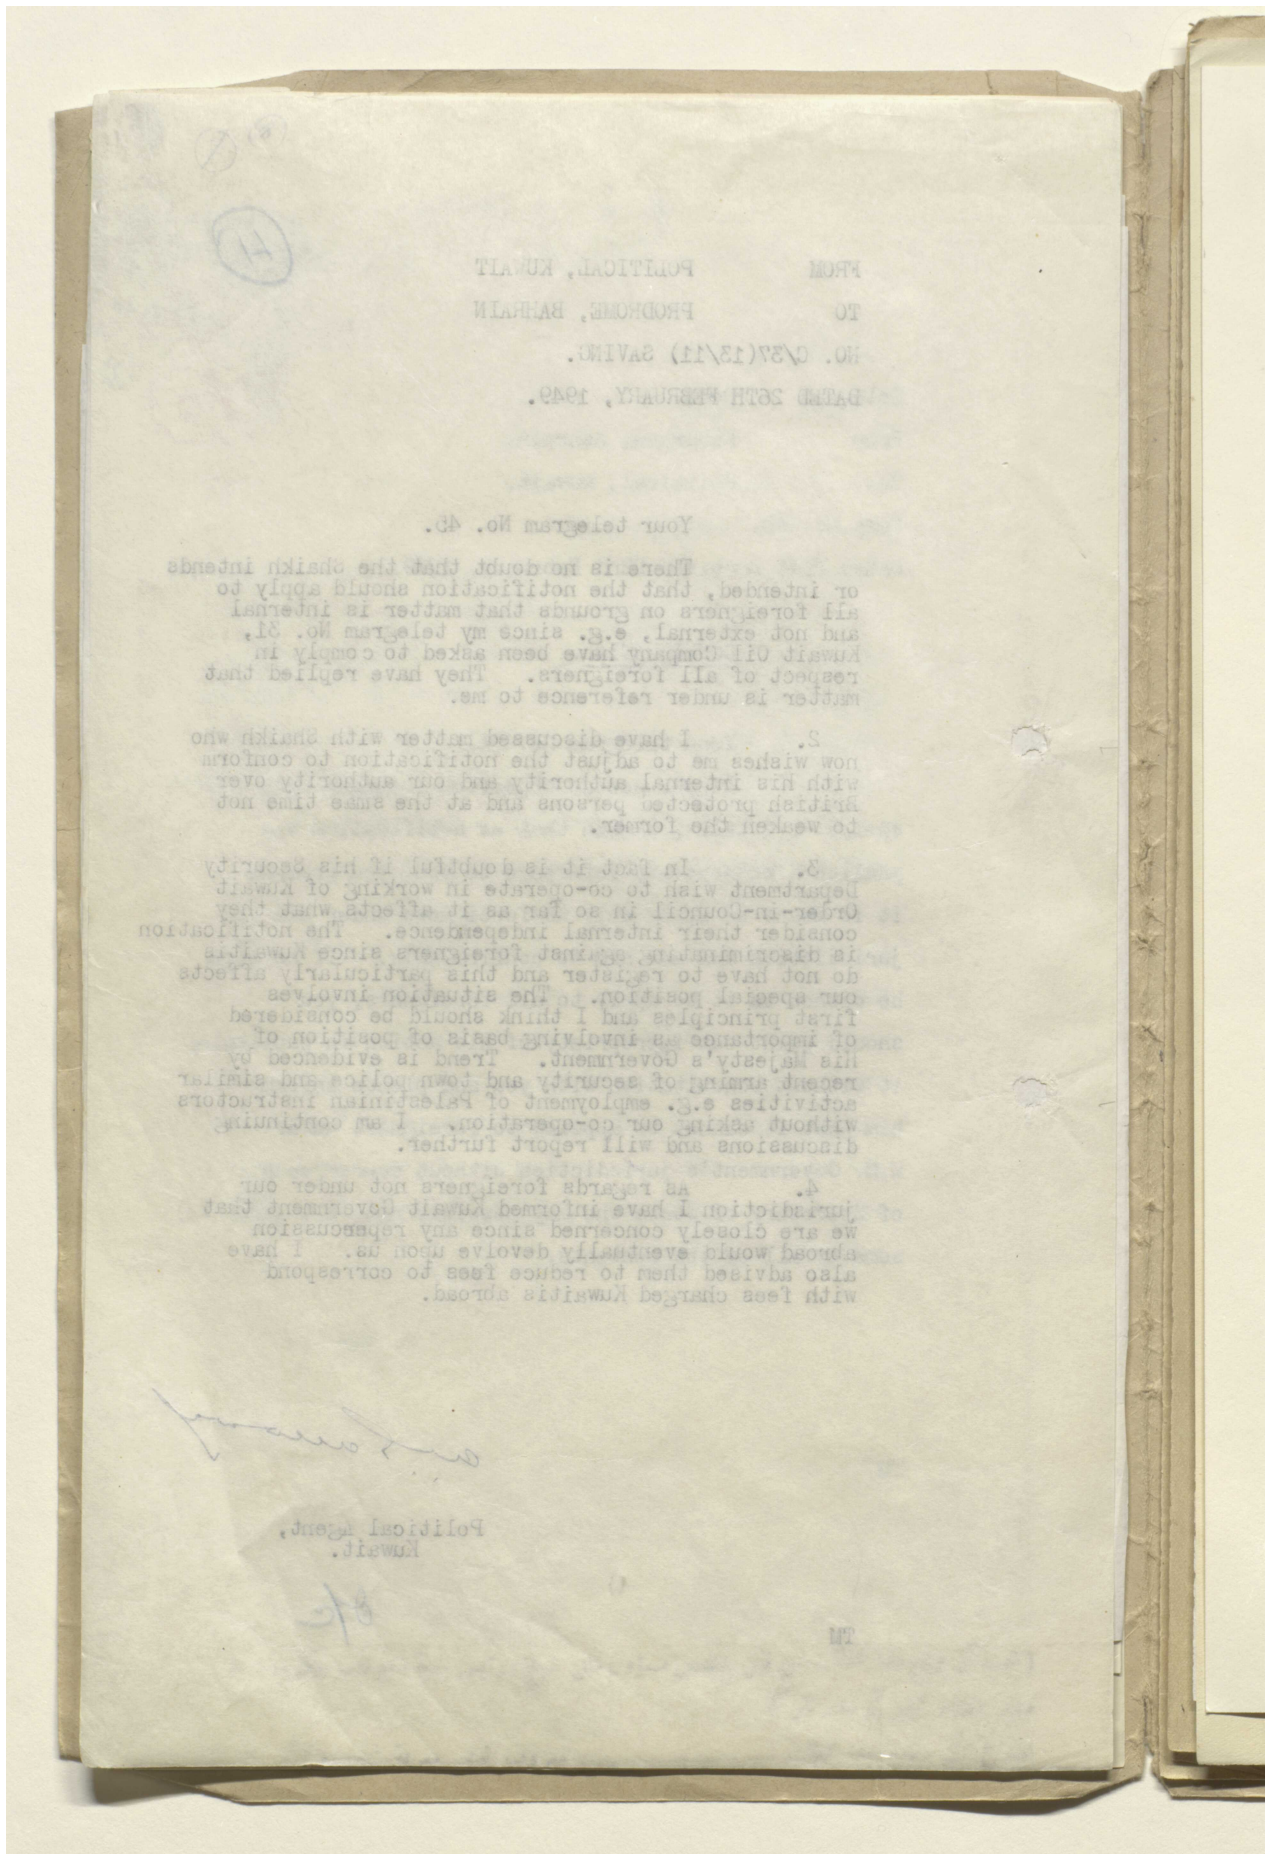 FROM POLITICAL, KUWAIT
TO PRODROME, BAHRAIN
NO. C/37(13/11) SAVING.
DATED 26TH FEBRUARY, 1949.
Your telegram No. 45.
There is no doubt that the Shaikh intends
or intended, that the notification should apply to
all foreigners on grounds that matter is internal
and not external, e.g. since my telegram No. 31,
Kuwait Oil Company have been asked to comply in
respect of all foreigners. They have replied that
matter is under reference to me.
2. I have discussed matter with Shaikh who
now wishes me to adjust the notification to conform
with his internal authority and our authority over
British protected persons and at the smae time not
to weaken the former.
3. In fact it is doubtful if his Security
Department wish to co-operate in working of Kuwait
Order-in-Council in so far as it affects what they
consider their internal independence. The notification
is discriminating against foreigners since Kuwaitis
do not have to register and this particularly affects
our special position. The situation involves
first principles and I think should be considered
of importance as involving basis of position of
His Majesty's Government. Trend is evidenced by
recent arming of security and town police and similar
activities e.g. employment of Palestinian instructors
without asking our co-operation. I am continuing
discussions and will report further.
4. As regards foreigners not under our
jurisdiction I have informed Kuwait Government that
we are closely concerned since any repercussion
abroad would eventually devolve upon us. I have
also advised them to reduce fees to correspond
with fees charged Kuwaitis abroad.
Political Agent,
Kuwait.
TM